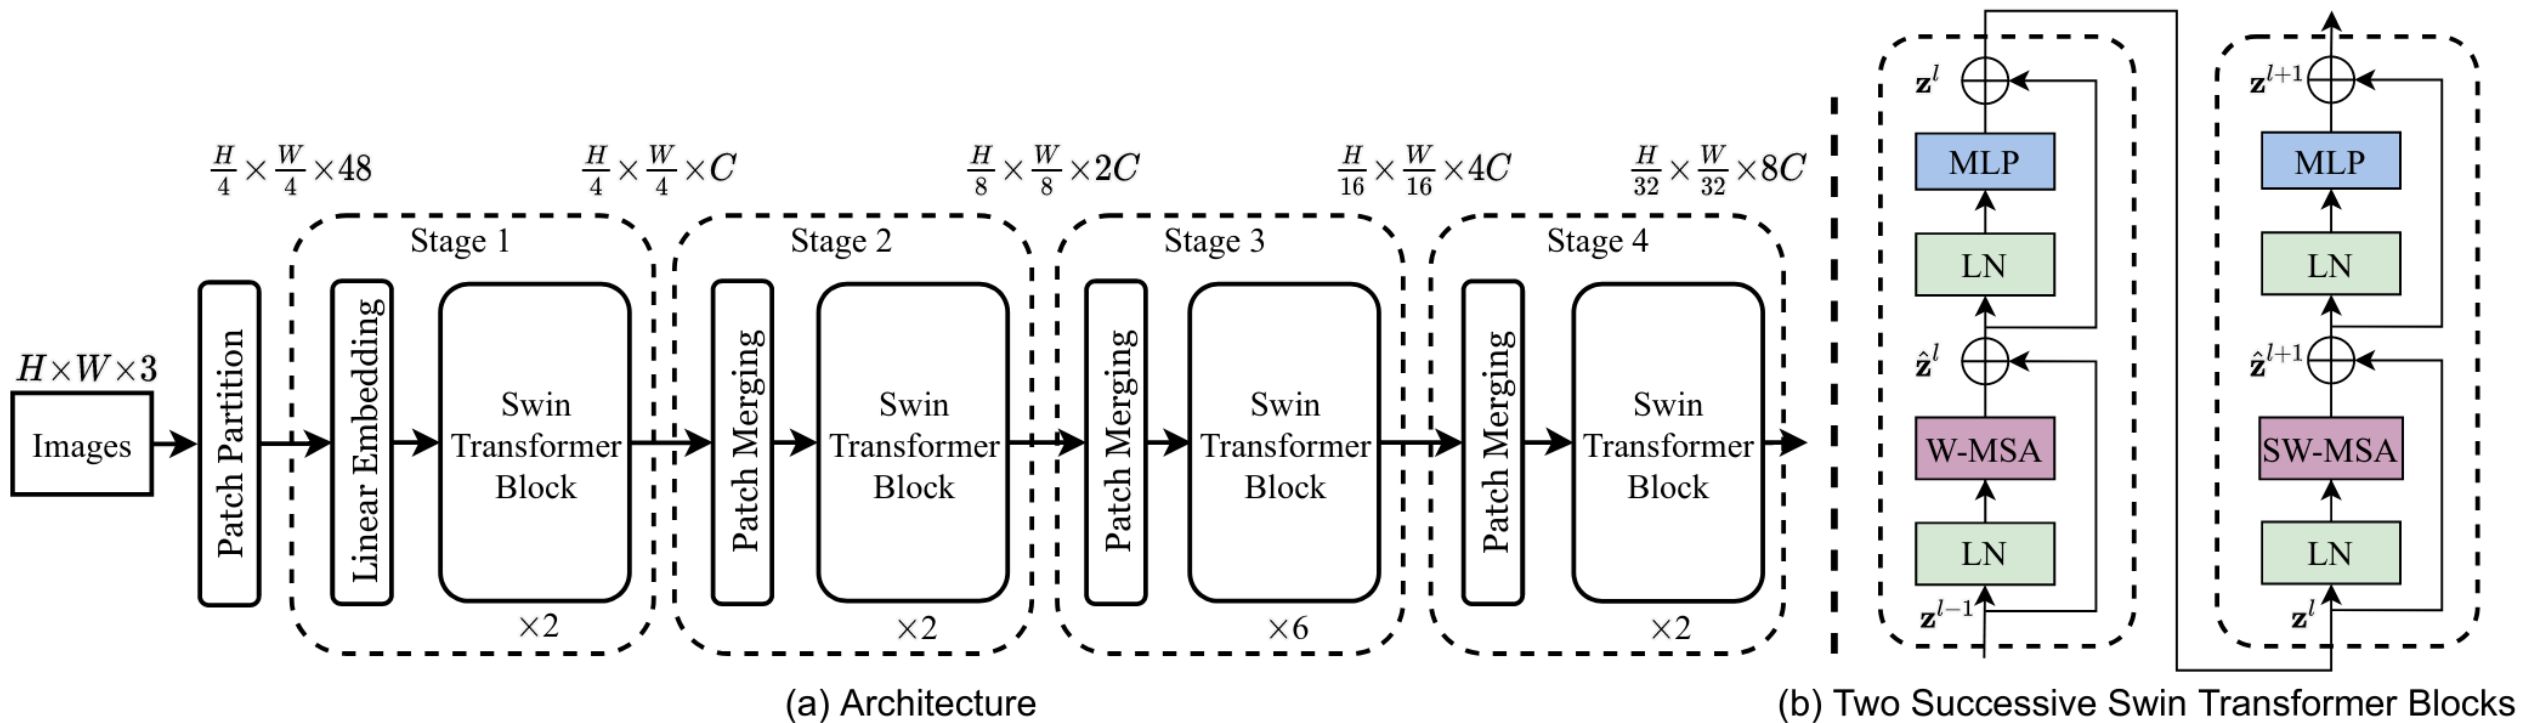 H×W×3
Images
Patch Partition
H/4 × W/4 × 48
Stage 1
Linear Embedding
Swin
Transformer
Block
×2
H/4 × W/4 × C
Stage 2
Patch Merging
Swin
Transformer
Block
×2
H/8 × W/8 × 2C
Stage 3
Patch Merging
Swin
Transformer
Block
×6
H/16 × W/16 × 4C
Stage 4
Patch Merging
Swin
Transformer
Block
×2
H/32 × W/32 × 8C
(a) Architecture
z^l
MLP
LN
ẑ^l
W-MSA
LN
z^{l-1}
z^{l+1}
MLP
LN
ẑ^{l+1}
SW-MSA
LN
z^l
(b) Two Successive Swin Transformer Blocks